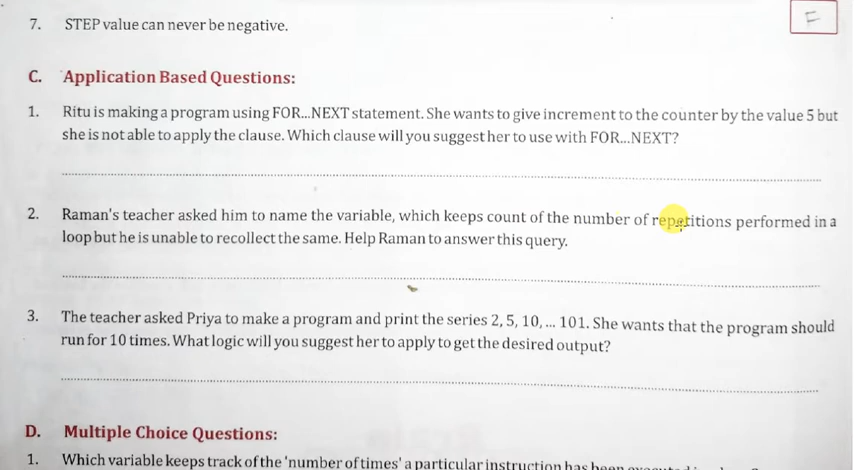 7. STEP value can never be negative.
F
C. Application Based Questions:
1. Ritu is making a program using FOR...NEXT statement. She wants to give increment to the counter by the value 5 but
she is not able to apply the clause. Which clause will you suggest her to use with FOR...NEXT?
2. Raman's teacher asked him to name the variable, which keeps count of the number of repetitions performed in a
loop but he is unable to recollect the same. Help Raman to answer this query.
3. The teacher asked Priya to make a program and print the series 2, 5, 10, ... 101. She wants that the program should
run for 10 times. What logic will you suggest her to apply to get the desired output?
D. Multiple Choice Questions:
1. Which variable keeps track of the 'number of times' a particular instruction has been